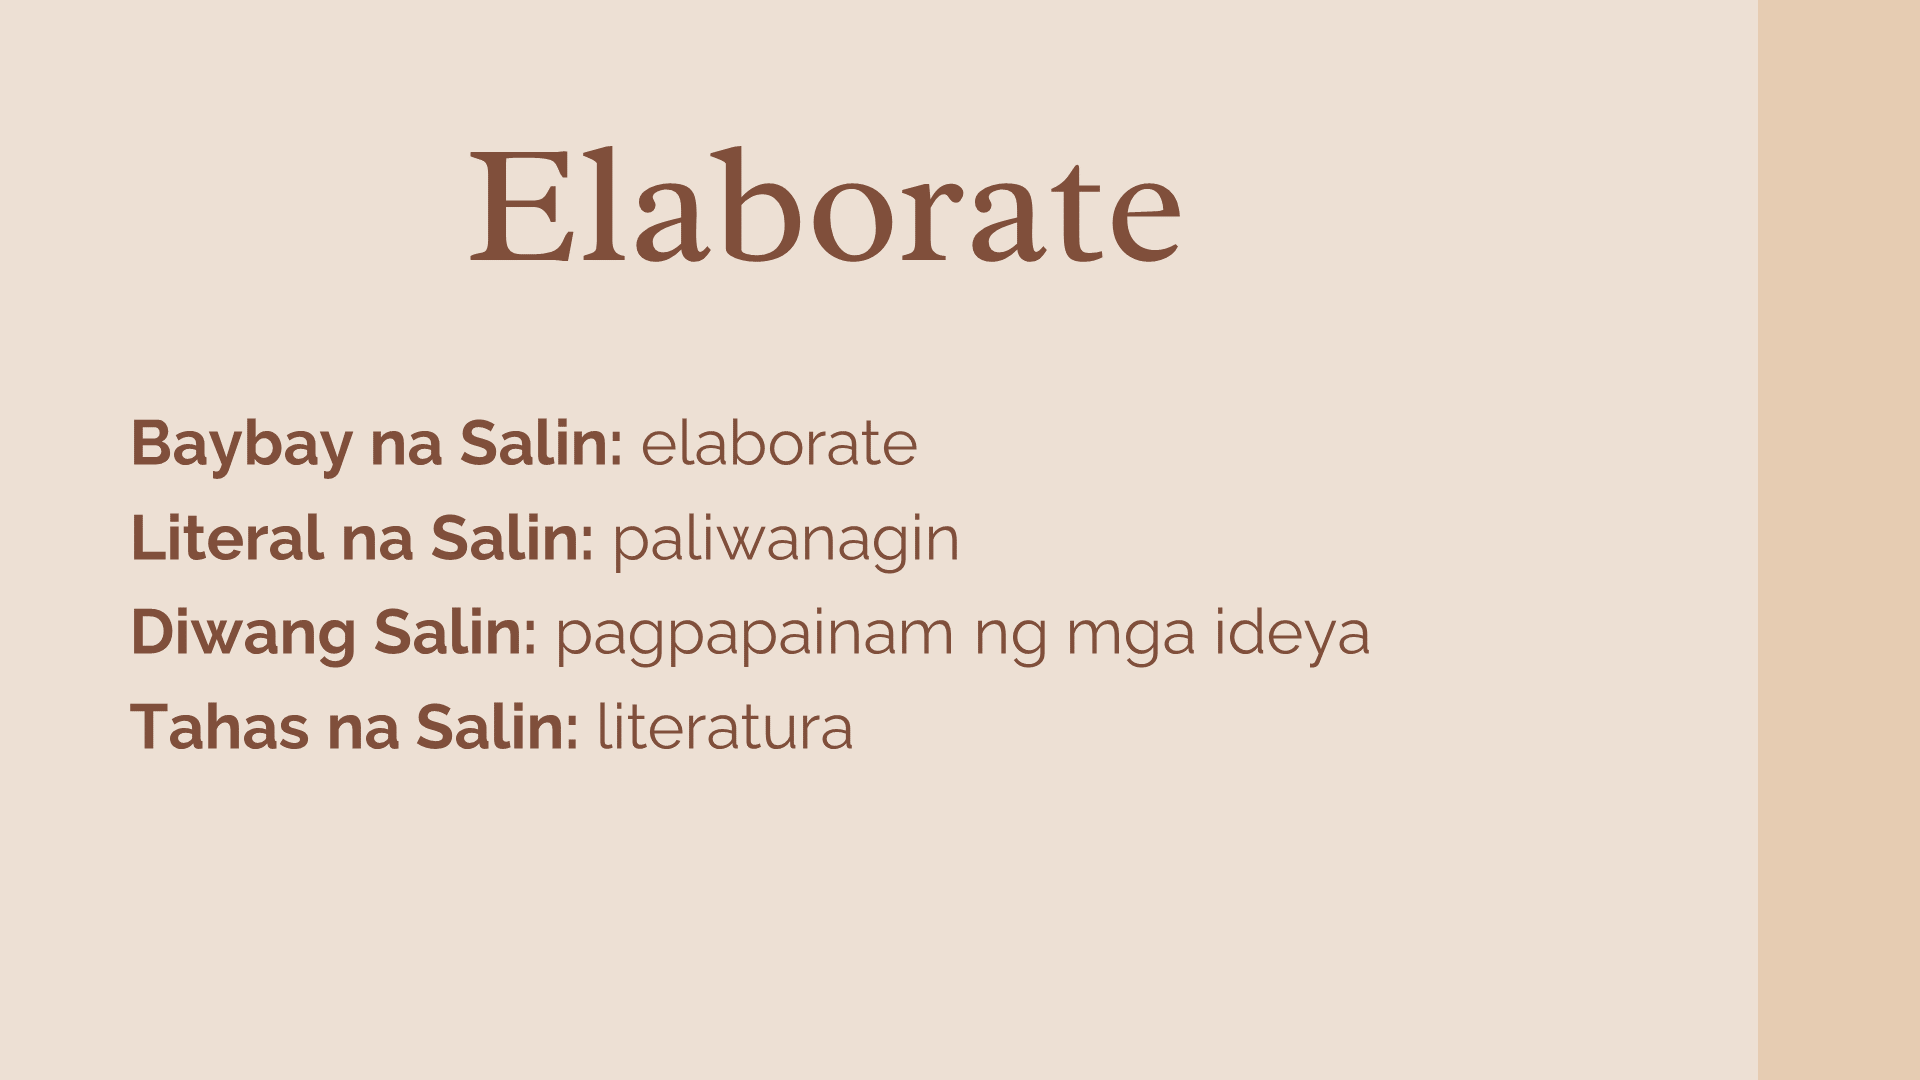 Elaborate
Baybay na Salin: elaborate
Literal na Salin: paliwanagin
Diwang Salin: pagpapainam ng mga ideya
Tahas na Salin: literatura